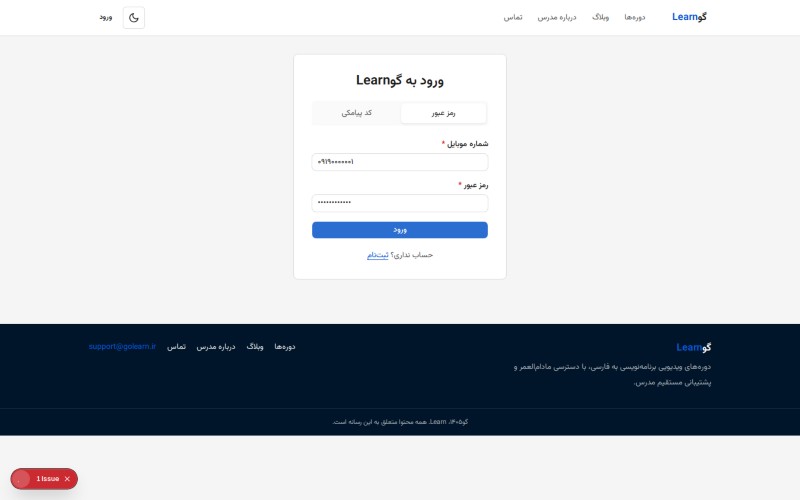 گوLearn
دوره‌ها
وبلاگ
درباره مدرس
تماس
ورود
ورود به گوLearn
رمز عبور
کد پیامکی
شماره موبایل *
۰۹۱۹۰۰۰۰۰۰۱
رمز عبور *
••••••••••••
ورود
حساب نداری؟ ثبت‌نام
گوLearn
دوره‌های ویدیویی برنامه‌نویسی به فارسی، با دسترسی مادام‌العمر و
پشتیبانی مستقیم مدرس.
دوره‌ها
وبلاگ
درباره مدرس
تماس
support@golearn.ir
گو۱۴۰۵، Learn. همه محتوا متعلق به این رسانه است.
1 Issue